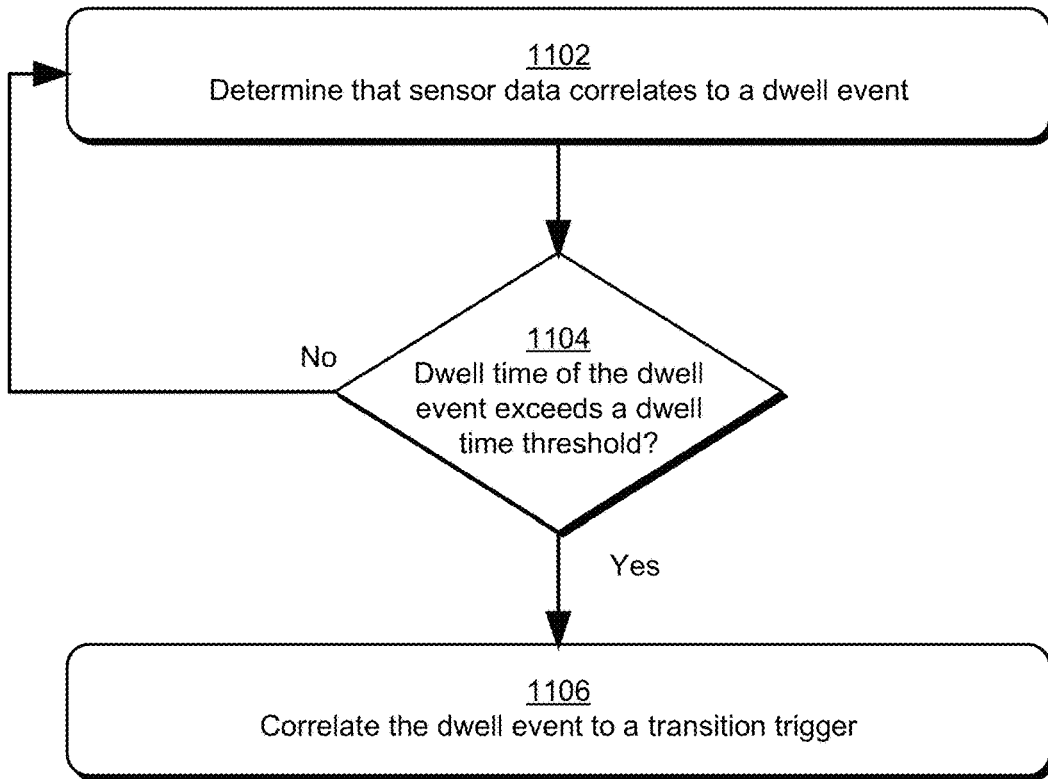 1102
Determine that sensor data correlates to a dwell event
No
1104
Dwell time of the dwell
event exceeds a dwell
time threshold?
Yes
1106
Correlate the dwell event to a transition trigger